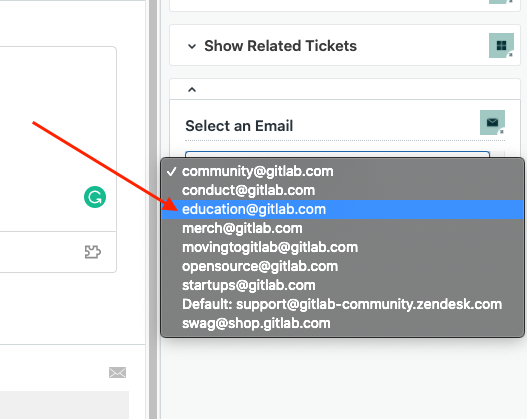 Show Related Tickets
Select an Email
✓ community@gitlab.com
conduct@gitlab.com
education@gitlab.com
merch@gitlab.com
movingtogitlab@gitlab.com
opensource@gitlab.com
startups@gitlab.com
Default: support@gitlab-community.zendesk.com
swag@shop.gitlab.com